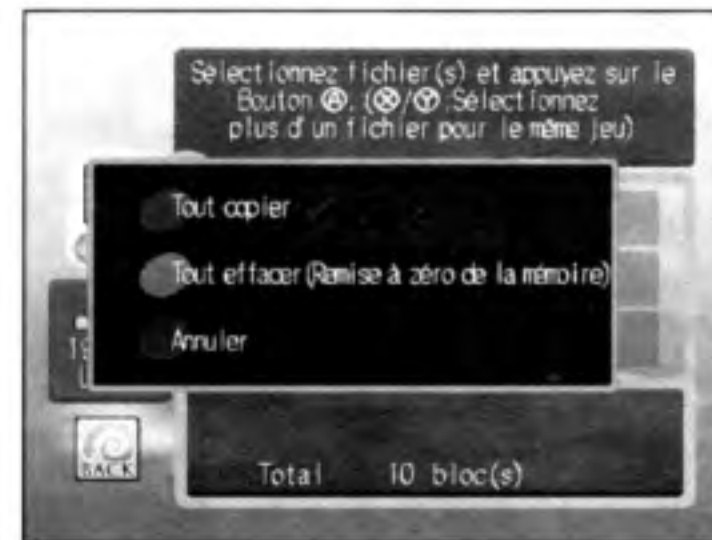 Sélectionnez fichier(s) et appuyez sur le
Bouton Ⓐ. (Ⓧ/Ⓨ:Sélectionnez
plus d'un fichier pour le même jeu)
Tout copier
Tout effacer(Remise à zéro de la mémoire)
Annuler
BACK
Total 10 bloc(s)